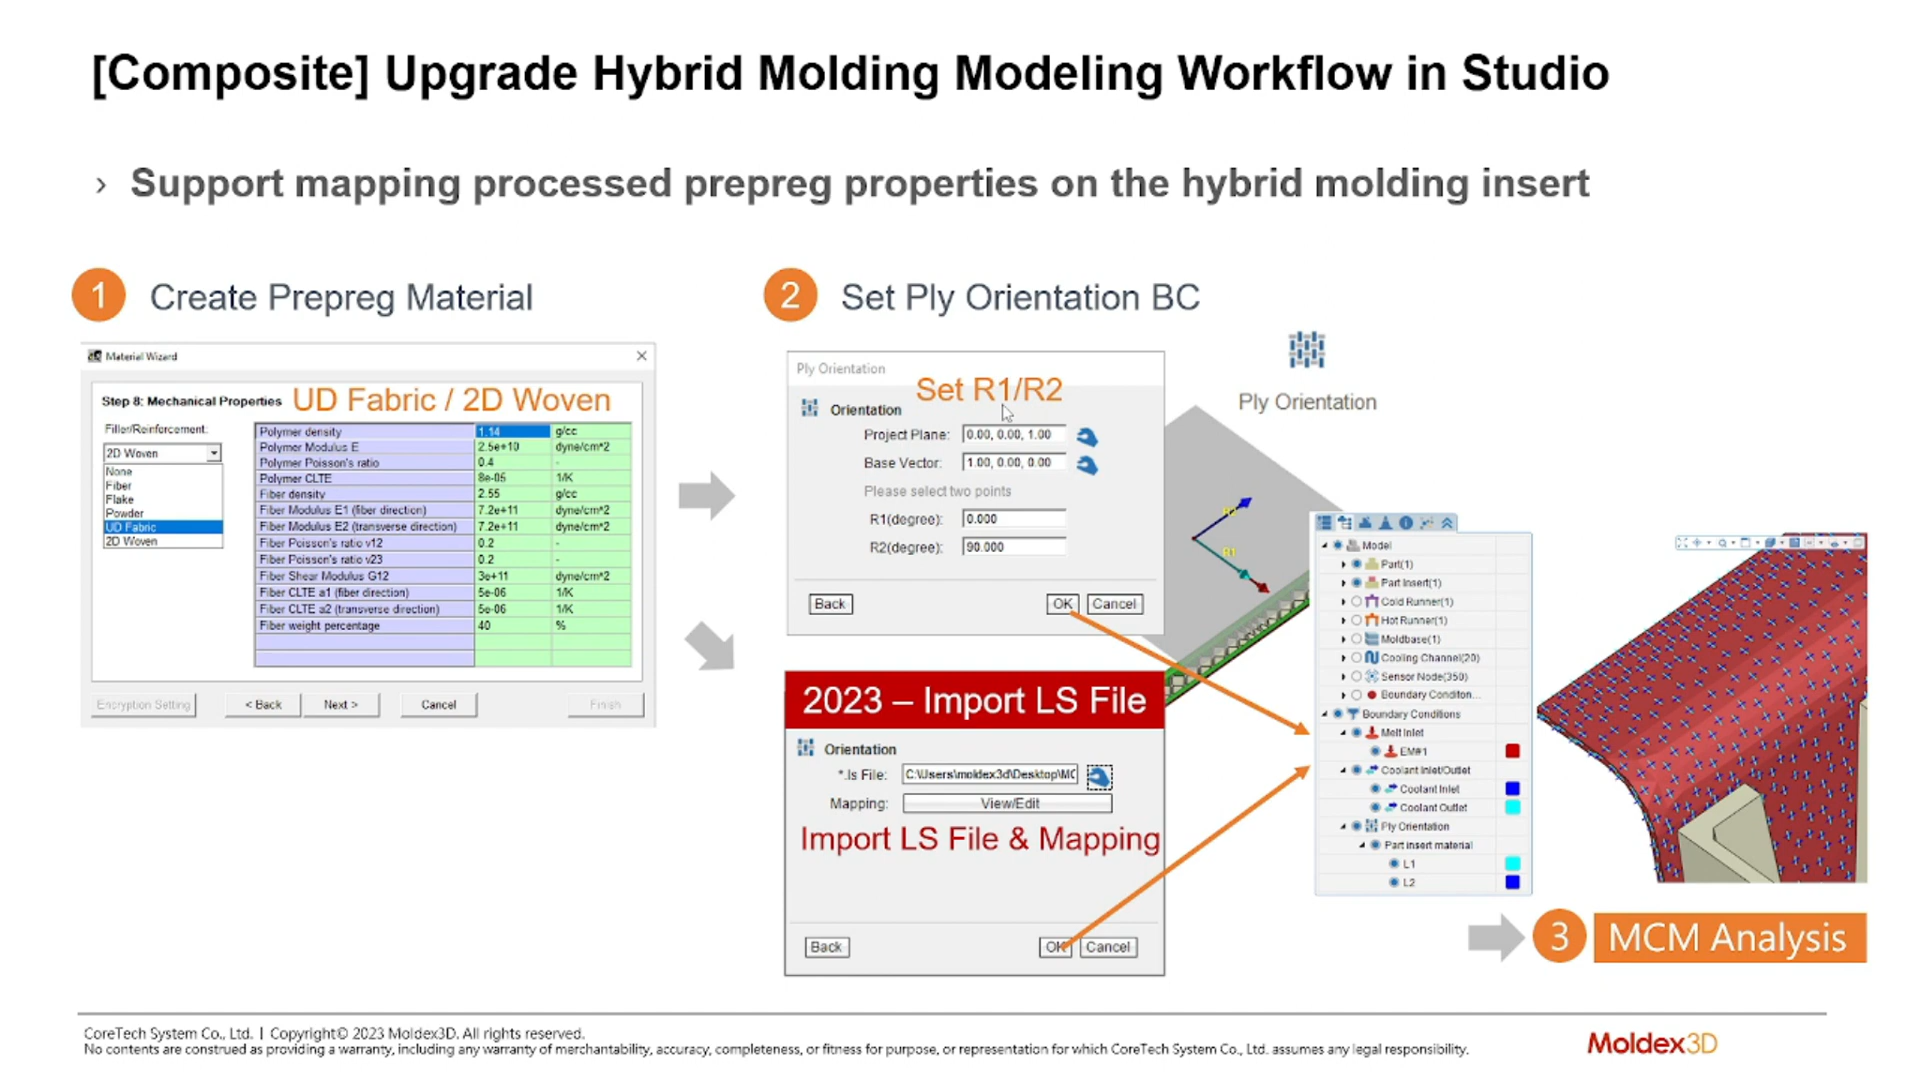 [Composite] Upgrade Hybrid Molding Modeling Workflow in Studio
› Support mapping processed prepreg properties on the hybrid molding insert
1 Create Prepreg Material
Material Wizard
Step 8: Mechanical Properties UD Fabric / 2D Woven
Filler/Reinforcement:
2D Woven
None
Fiber
Flake
Powder
UD Fabric
2D Woven
Polymer density 1.14 g/cc
Polymer Modulus E 2.5e+10 dyne/cm^2
Polymer Poisson's ratio 0.4 -
Polymer CLTE 8e-05 1/K
Fiber density 2.55 g/cc
Fiber Modulus E1 (fiber direction) 7.2e+11 dyne/cm^2
Fiber Modulus E2 (transverse direction) 7.2e+11 dyne/cm^2
Fiber Poisson's ratio v12 0.2 -
Fiber Poisson's ratio v23 0.2 -
Fiber Shear Modulus G12 3e+11 dyne/cm^2
Fiber CLTE a1 (fiber direction) 5e-06 1/K
Fiber CLTE a2 (transverse direction) 5e-06 1/K
Fiber weight percentage 40 %
Encryption Setting < Back Next > Cancel Finish
2 Set Ply Orientation BC
Ply Orientation
Set R1/R2
Orientation
Project Plane: 0.00, 0.00, 1.00
Base Vector: 1.00, 0.00, 0.00
Please select two points
R1(degree): 0.000
R2(degree): 90.000
Back OK Cancel
Ply Orientation
R1
2023 – Import LS File
Orientation
*.ls File: C:\Users\moldex3d\Desktop\MC
Mapping: View/Edit
Import LS File & Mapping
Back OK Cancel
Model
Part(1)
Part Insert(1)
Cold Runner(1)
Hot Runner(1)
Moldbase(1)
Cooling Channel(20)
Sensor Node(350)
Boundary Conditon...
Boundary Conditions
Melt Inlet
EM#1
Coolant Inlet/Outlet
Coolant Inlet
Coolant Outlet
Ply Orientation
Part insert material
L1
L2
3 MCM Analysis
CoreTech System Co., Ltd. | Copyright© 2023 Moldex3D. All rights reserved.
No contents are construed as providing a warranty, including any warranty of merchantability, accuracy, completeness, or fitness for purpose, or representation for which CoreTech System Co., Ltd. assumes any legal responsibility.
Moldex3D